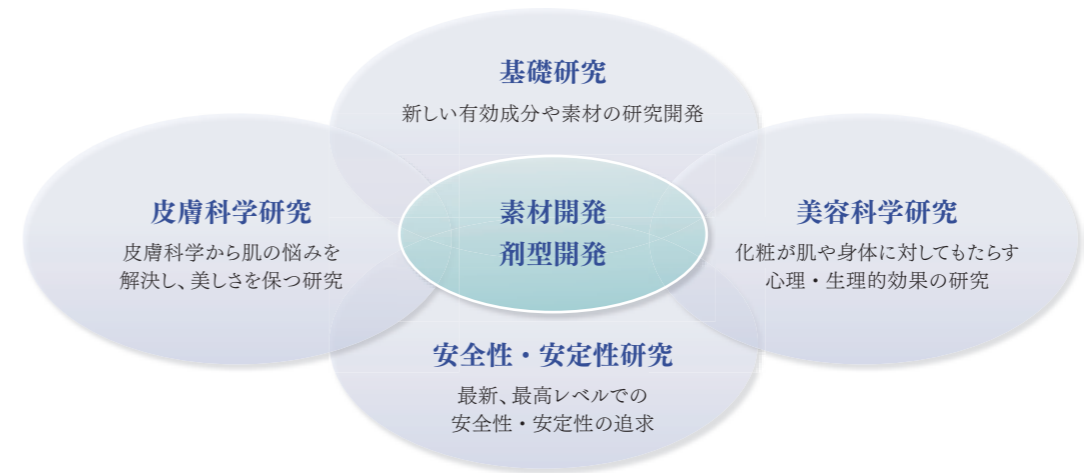 基礎研究
新しい有効成分や素材の研究開発
皮膚科学研究
皮膚科学から肌の悩みを
解決し、美しさを保つ研究
素材開発
剤型開発
美容科学研究
化粧が肌や身体に対してもたらす
心理・生理的効果の研究
安全性・安定性研究
最新、最高レベルでの
安全性・安定性の追求